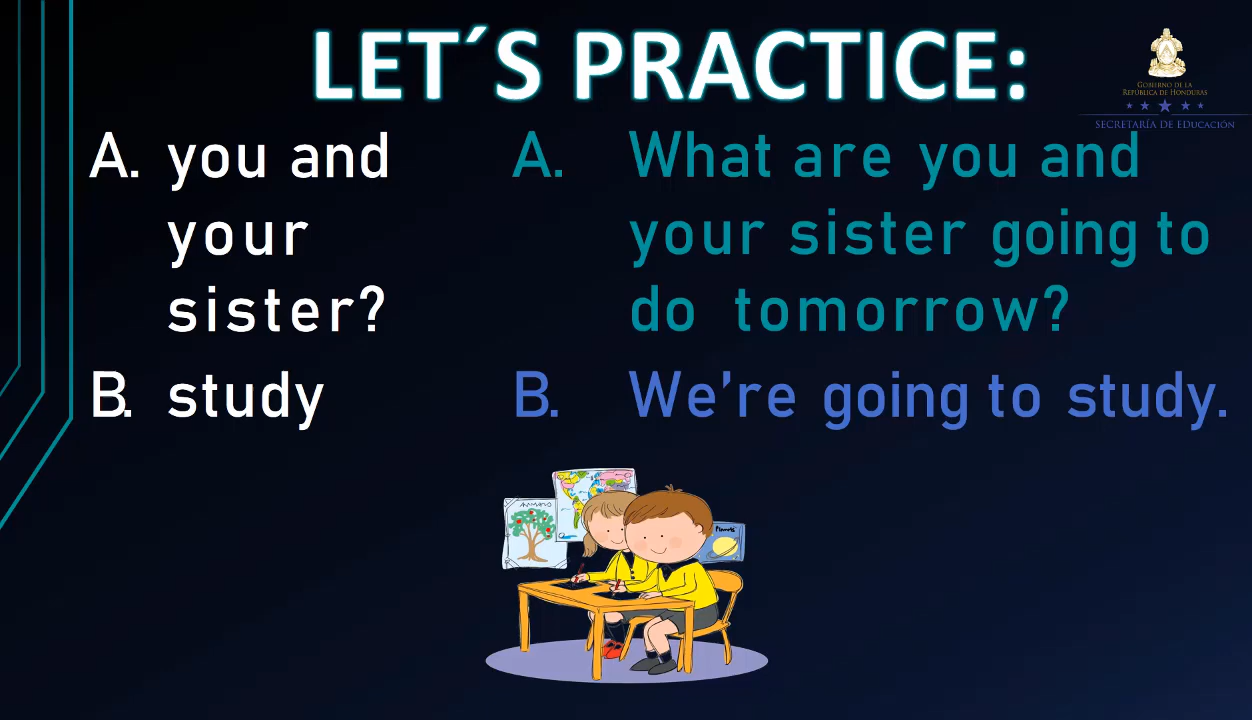 LET´S PRACTICE:
GOBIERNO DE LA
REPÚBLICA DE HONDURAS
SECRETARÍA DE EDUCACIÓN
A. you and
your
sister?
B. study
A. What are you and
your sister going to
do tomorrow?
B. We're going to study.
Planets